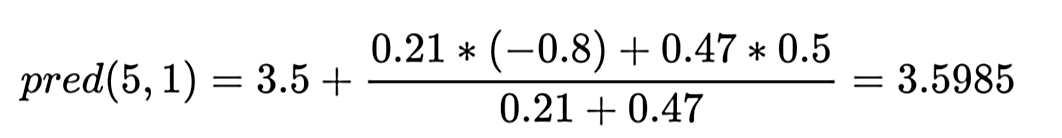 pred(5, 1) = 3.5 + \frac{0.21 * (−0.8) + 0.47 * 0.5}{0.21 + 0.47} = 3.5985